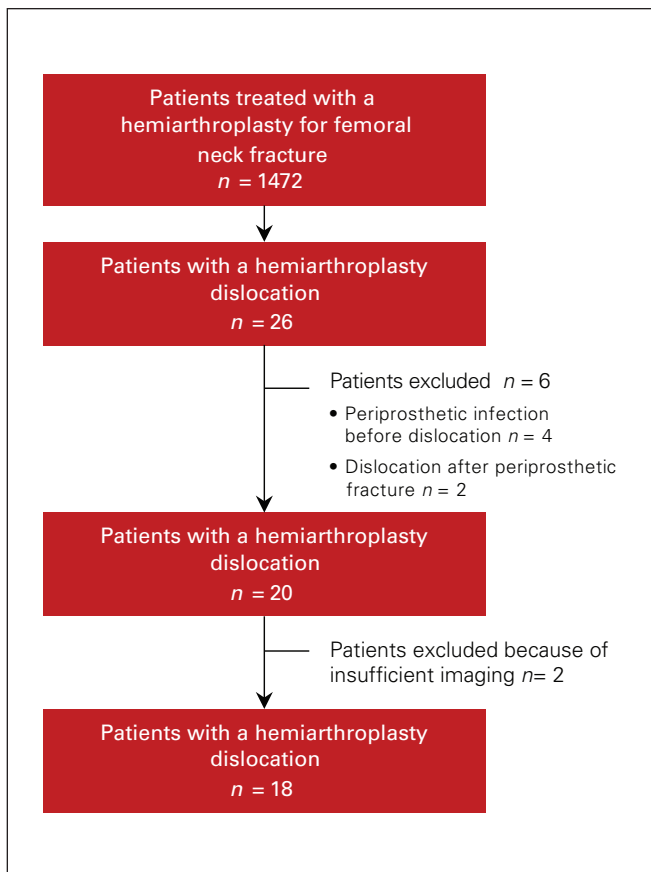 Patients treated with a
hemiarthroplasty for femoral
neck fracture
n = 1472
Patients with a hemiarthroplasty
dislocation
n = 26
Patients excluded n = 6
• Periprosthetic infection
before dislocation n = 4
• Dislocation after periprosthetic
fracture n = 2
Patients with a hemiarthroplasty
dislocation
n = 20
Patients excluded because of
insufficient imaging n= 2
Patients with a hemiarthroplasty
dislocation
n = 18